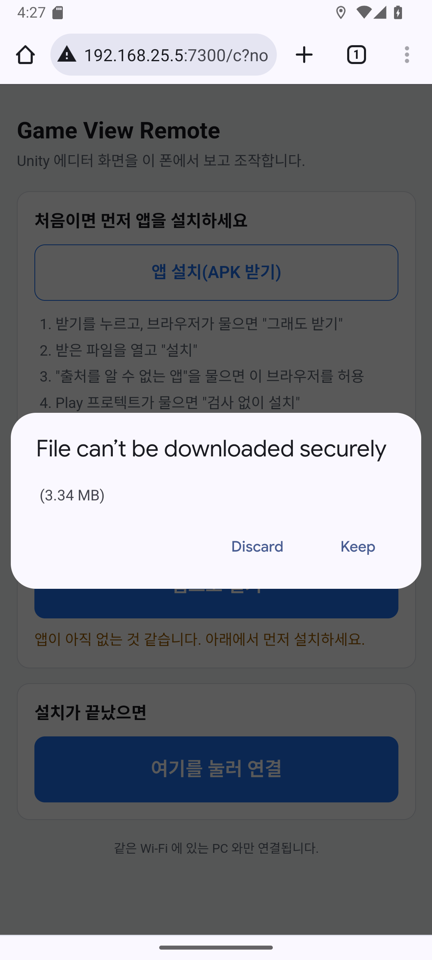 4:27
192.168.25.5:7300/c?no
1
Game View Remote
Unity 에디터 화면을 이 폰에서 보고 조작합니다.
처음이면 먼저 앱을 설치하세요
앱 설치(APK 받기)
1. 받기를 누르고, 브라우저가 물으면 "그래도 받기"
2. 받은 파일을 열고 "설치"
3. "출처를 알 수 없는 앱"을 물으면 이 브라우저를 허용
4. Play 프로텍트가 물으면 "검사 없이 설치"
File can't be downloaded securely
(3.34 MB)
Discard
Keep
앱이 아직 없는 것 같습니다. 아래에서 먼저 설치하세요.
설치가 끝났으면
여기를 눌러 연결
같은 Wi-Fi 에 있는 PC 와만 연결됩니다.